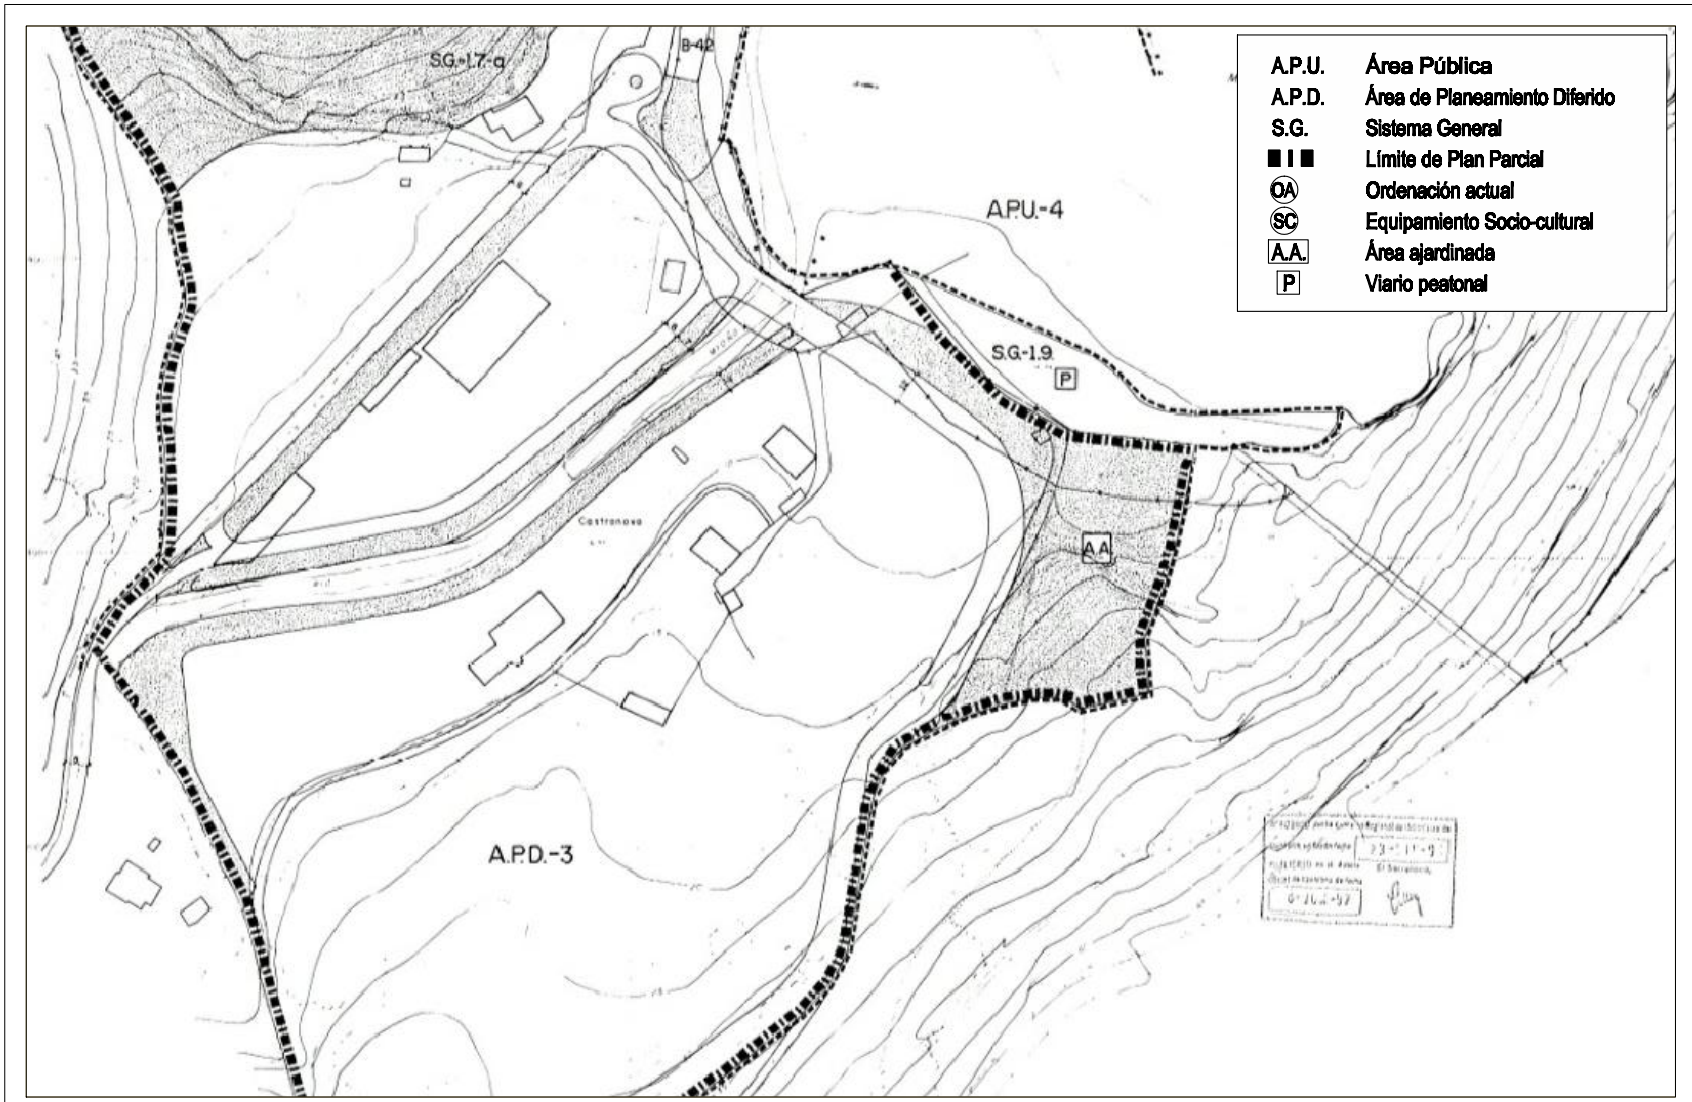 S.G.-1.7-a
B-42
A.P.U. Área Pública
A.P.D. Área de Planeamiento Diferido
S.G. Sistema General
Límite de Plan Parcial
OA Ordenación actual
SC Equipamiento Socio-cultural
A.A. Área ajardinada
P Viario peatonal
A.P.U.-4
S.G.-1.9.
P
Castronovo
A.A
A.P.D.-3
El Secretario,